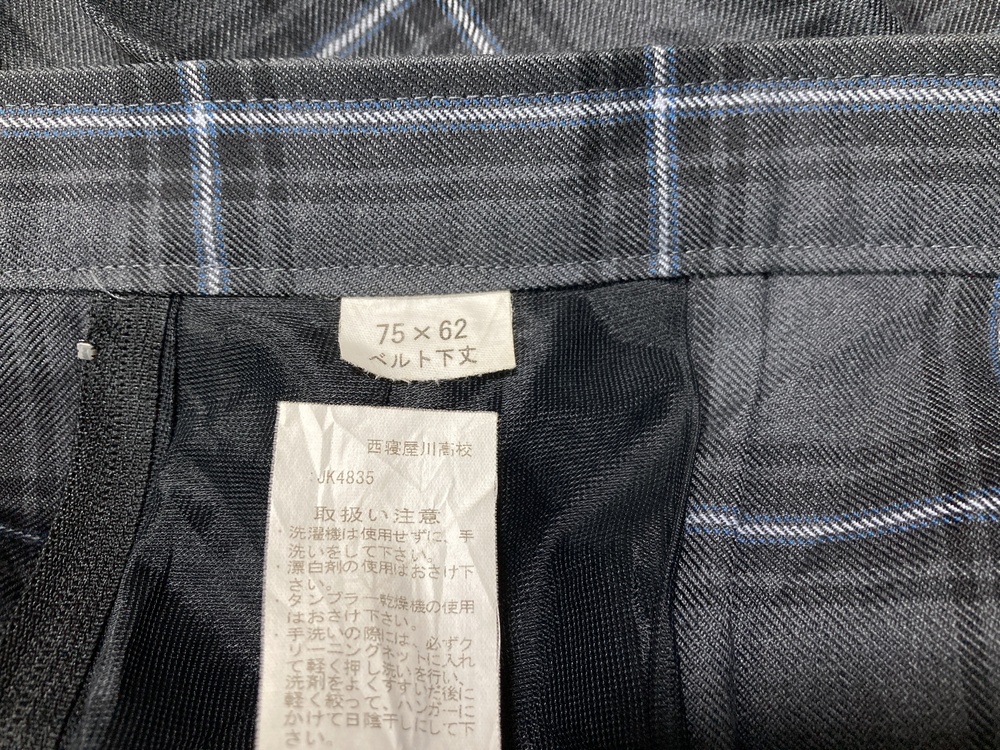 75×62
ベルト下丈
西寝屋川高校
:JK4835
取扱い注意
・洗濯機は使用せずに、手
洗いをして下さい。
・漂白剤の使用はおさけ下
さい。
・タンブラー乾燥機の使用
はおさけ下さい。
・手洗いの際には、必ずク
リーニングネットに入れ
て軽く押し洗いを行い、
洗剤をよくすすいだ後に
軽く絞って、ハンガーに
かけて日陰干しにして下
さい。